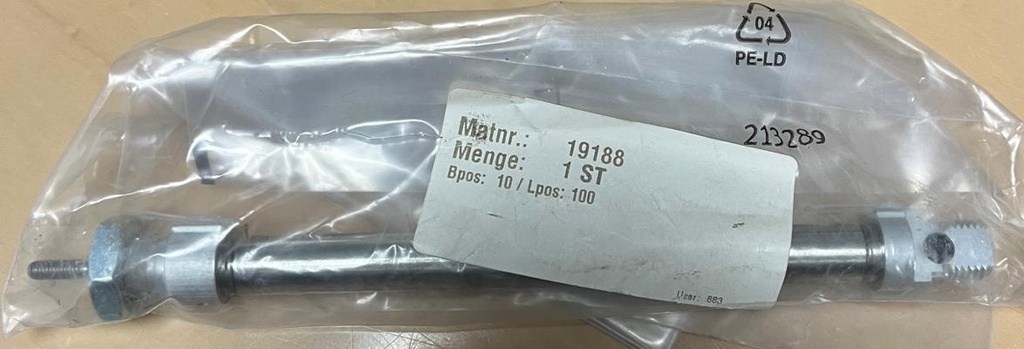 04
PE-LD
213289
Matnr.: 19188
Menge: 1 ST
Bpos: 10 / Lpos: 100
User: 883